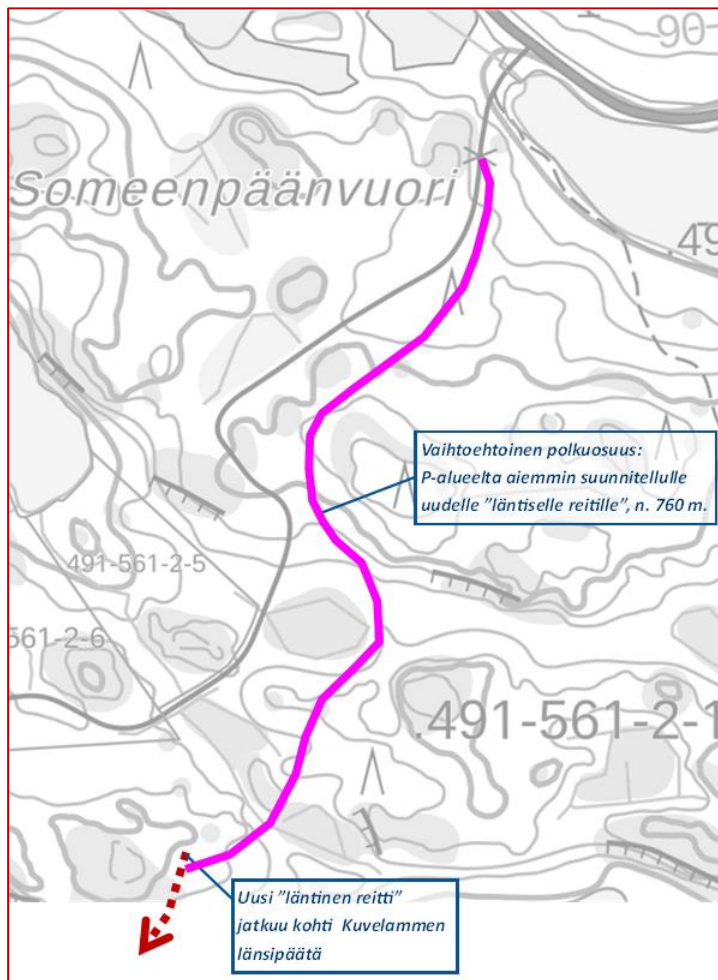 90
Someenpäänvuori
.49
Vaihtoehtoinen polkuosuus:
P-alueelta aiemmin suunnitellulle
uudelle "läntiselle reitille", n. 760 m.
491-561-2-5
561-2-6
.491-561-2-1
Uusi "läntinen reitti"
jatkuu kohti Kuvelammen
länsipäätä